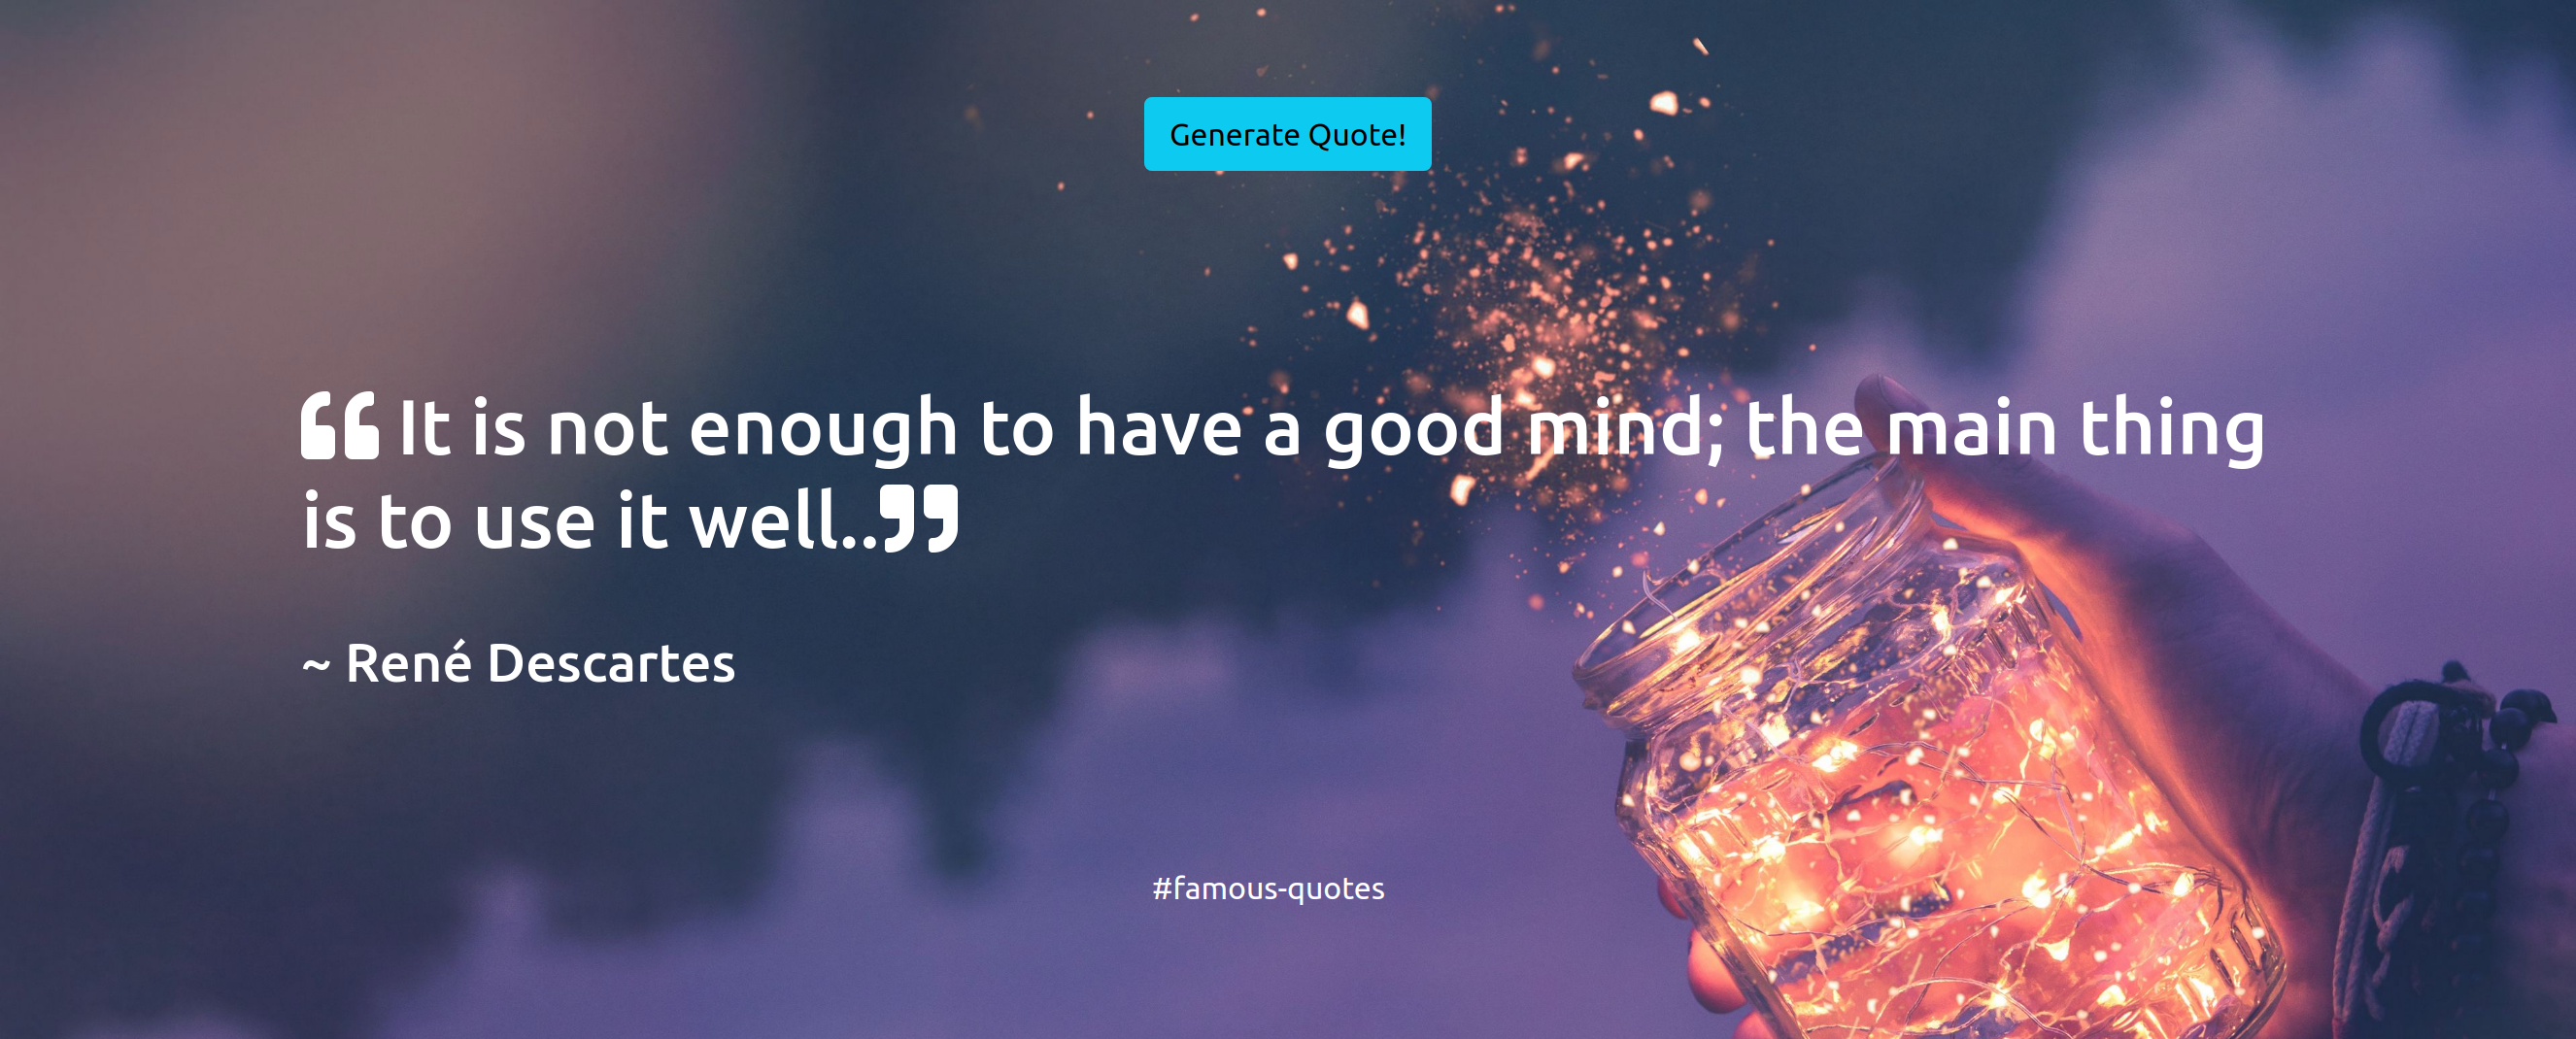 Generate Quote!
❝ It is not enough to have a good mind; the main thing
is to use it well..❞
~ René Descartes
#famous-quotes